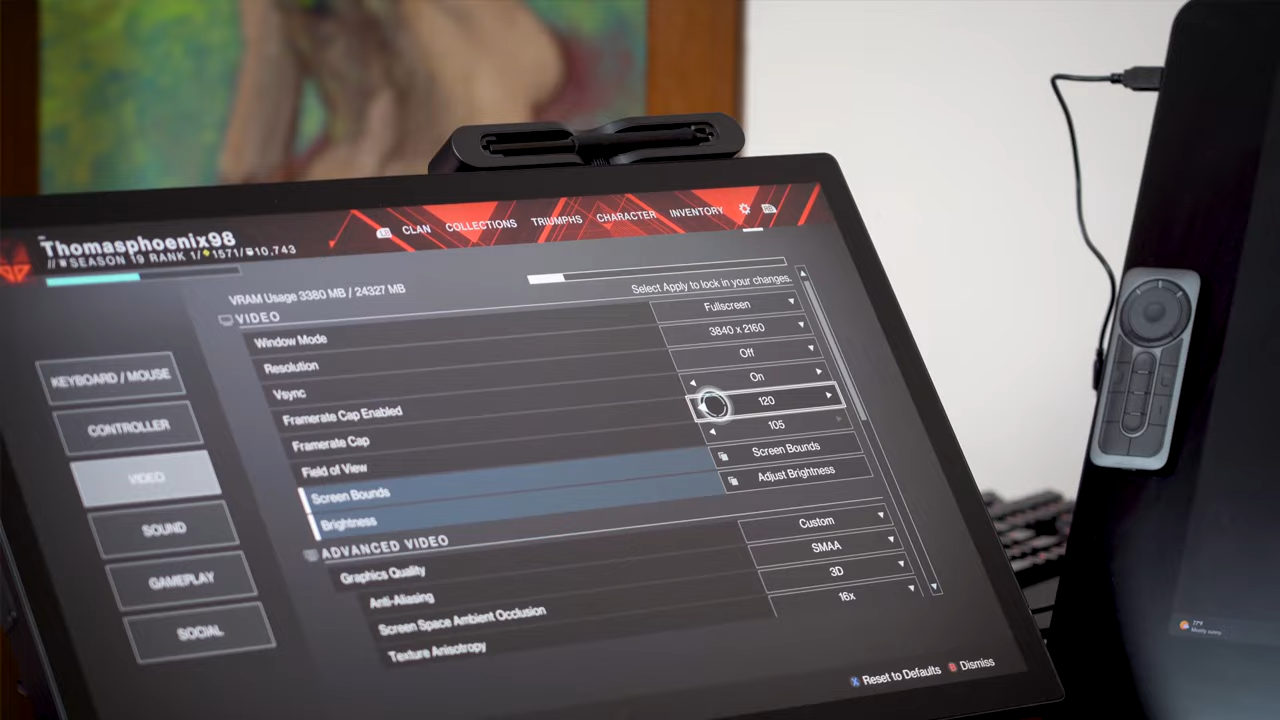 CLAN COLLECTIONS TRIUMPHS CHARACTER INVENTORY
Thomasphoenix98
// SEASON 19 RANK 1/ 1571/ 10,743
VRAM Usage 3380 MB / 24327 MB
Select Apply to lock in your changes.
VIDEO
Window Mode Fullscreen
Resolution 3840 x 2160
Vsync Off
Framerate Cap Enabled On
Framerate Cap 120
Field of View 105
Screen Bounds Screen Bounds
Brightness Adjust Brightness
ADVANCED VIDEO
Graphics Quality Custom
Anti-Aliasing SMAA
Screen Space Ambient Occlusion 3D
Texture Anisotropy 16x
KEYBOARD / MOUSE
CONTROLLER
VIDEO
SOUND
GAMEPLAY
SOCIAL
X Reset to Defaults B Dismiss
77°F
Mostly sunny